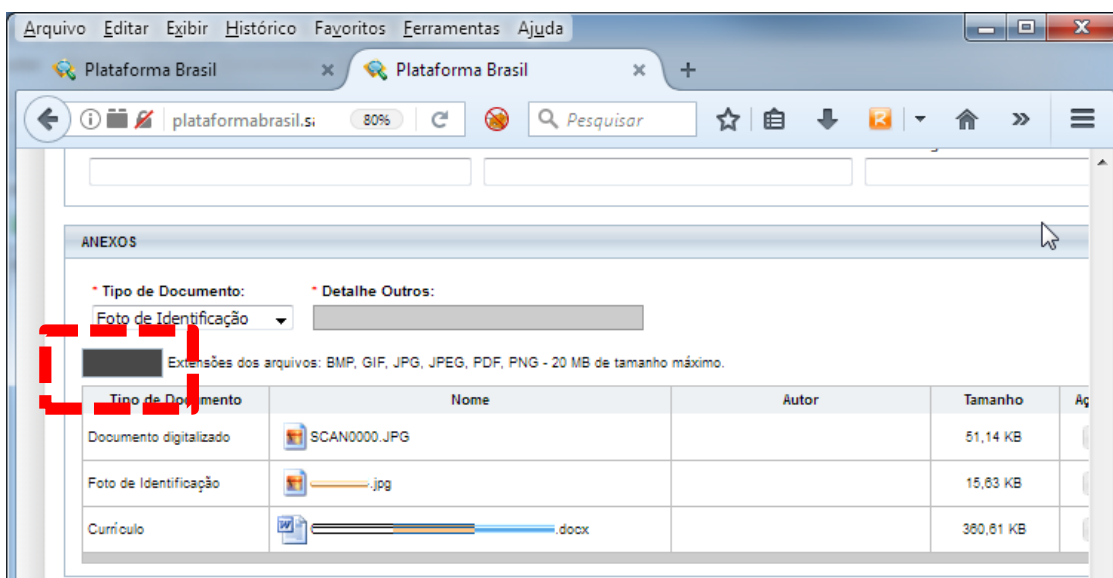 Arquivo Editar Exibir Histórico Favoritos Ferramentas Ajuda
Plataforma Brasil Plataforma Brasil
plataformabrasil.s 80% Pesquisar
ANEXOS
* Tipo de Documento: * Detalhe Outros:
Foto de Identificação
Extensões dos arquivos: BMP, GIF, JPG, JPEG, PDF, PNG - 20 MB de tamanho máximo.
Tipo de Documento Nome Autor Tamanho
Documento digitalizado SCAN0000.JPG 51,14 KB
Foto de Identificação .jpg 15,63 KB
Currículo .docx 360,61 KB